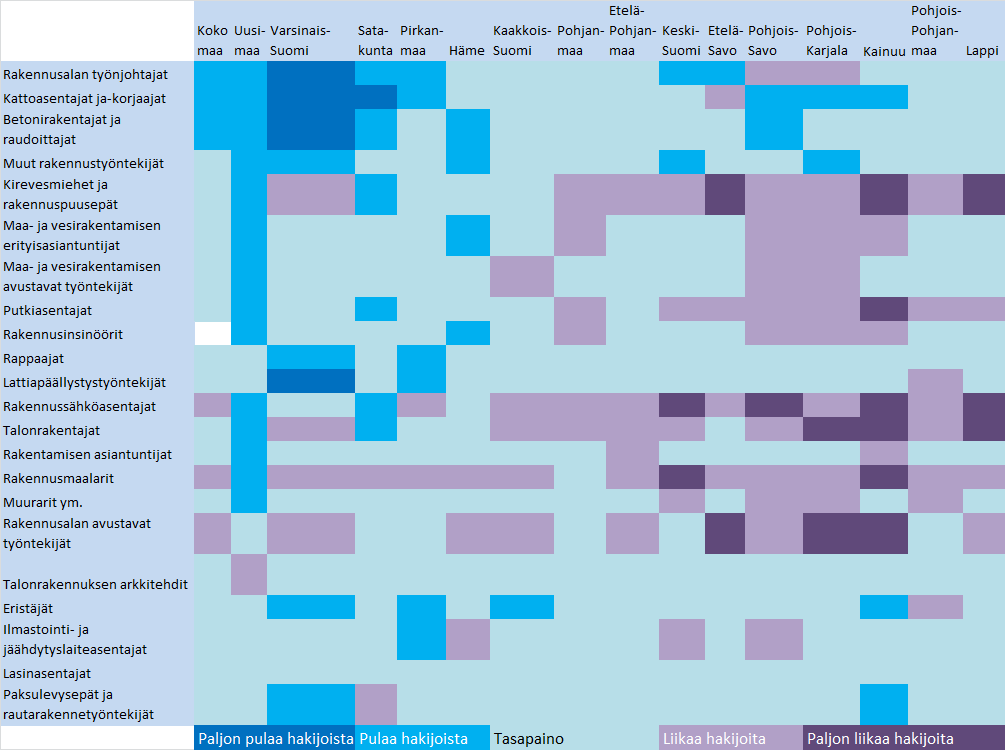 Koko maa
Uusi- maa
Varsinais- Suomi
Sata- kunta
Pirkan- maa
Häme
Kaakkois- Suomi
Pohjan- maa
Etelä- Pohjan- maa
Keski- Suomi
Etelä- Savo
Pohjois- Savo
Pohjois- Karjala
Kainuu
Pohjois- Pohjan- maa
Lappi
Rakennusalan työnjohtajat
Kattoasentajat ja-korjaajat
Betonirakentajat ja
raudoittajat
Muut rakennustyöntekijät
Kirevesmiehet ja
rakennuspuusepät
Maa- ja vesirakentamisen
erityisasiantuntijat
Maa- ja vesirakentamisen
avustavat työntekijät
Putkiasentajat
Rakennusinsinöörit
Rappaajat
Lattiapäällystystyöntekijät
Rakennussähköasentajat
Talonrakentajat
Rakentamisen asiantuntijat
Rakennusmaalarit
Muurarit ym.
Rakennusalan avustavat
työntekijät
Talonrakennuksen arkkitehdit
Eristäjät
Ilmastointi- ja
jäähdytyslaiteasentajat
Lasinasentajat
Paksulevysepät ja
rautarakennetyöntekijät
Paljon pulaa hakijoista Pulaa hakijoista Tasapaino Liikaa hakijoita Paljon liikaa hakijoita